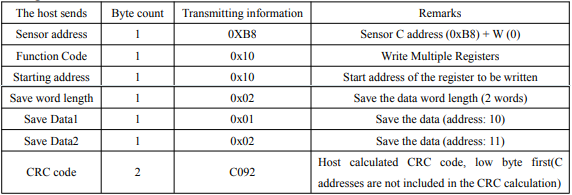 The host sends Byte count Transmitting information Remarks
Sensor address 1 0XB8 Sensor C address (0xB8) + W (0)
Function Code 1 0x10 Write Multiple Registers
Starting address 1 0x10 Start address of the register to be written
Save word length 1 0x02 Save the data word length (2 words)
Save Data1 1 0x01 Save the data (address: 10)
Save Data2 1 0x02 Save the data (address: 11)
CRC code 2 C092 Host calculated CRC code, low byte first(C
addresses are not included in the CRC calculation)